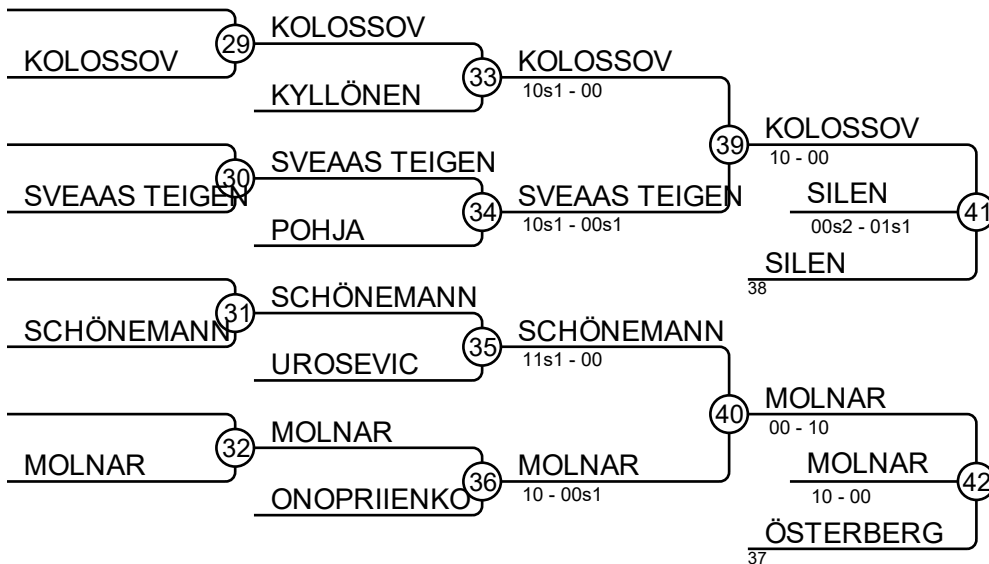 KOLOSSOV
29
KOLOSSOV
KYLLÖNEN
33
KOLOSSOV
10s1 - 00
SVEAAS TEIGEN
30
SVEAAS TEIGEN
POHJA
34
SVEAAS TEIGEN
10s1 - 00s1
39
KOLOSSOV
10 - 00
SILEN
00s2 - 01s1
41
SILEN
38
SCHÖNEMANN
31
SCHÖNEMANN
UROSEVIC
35
SCHÖNEMANN
11s1 - 00
MOLNAR
32
MOLNAR
ONOPRIIENKO
36
MOLNAR
10 - 00s1
40
MOLNAR
00 - 10
MOLNAR
10 - 00
42
ÖSTERBERG
37